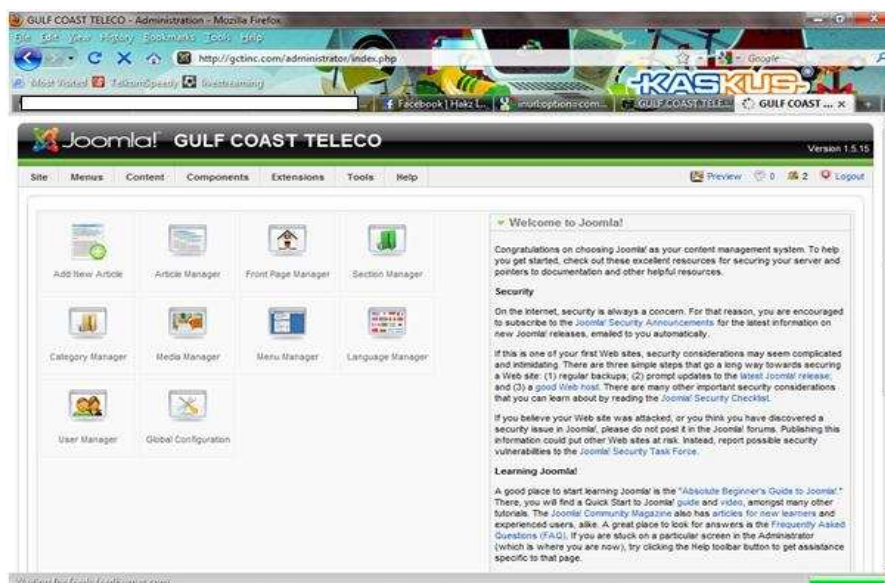 GULF COAST TELECO - Administration - Mozilla Firefox
File Edit View History Bookmarks Tools Help
http://gctinc.com/administrator/index.php
Google
Most Visited TelkomSpeedy livestreaming
KASKUS
Facebook | Hakz L...
inurl:option=com...
GULF COAST TELE...
GULF COAST ... x
Joomla! GULF COAST TELECO
Version 1.5.15
Site Menus Content Components Extensions Tools Help
Preview 0 2 Logout
Add New Article
Article Manager
Front Page Manager
Section Manager
Category Manager
Media Manager
Menu Manager
Language Manager
User Manager
Global Configuration
Welcome to Joomla!
Congratulations on choosing Joomla! as your content management system. To help
you get started, check out these excellent resources for securing your server and
pointers to documentation and other helpful resources.
Security
On the Internet, security is always a concern. For that reason, you are encouraged
to subscribe to the Joomla! Security Announcements for the latest information on
new Joomla! releases, emailed to you automatically.
If this is one of your first Web sites, security considerations may seem complicated
and intimidating. There are three simple steps that go a long way towards securing
a Web site: (1) regular backups; (2) prompt updates to the latest Joomla! release;
and (3) a good Web host. There are many other important security considerations
that you can learn about by reading the Joomla! Security Checklist.
If you believe your Web site was attacked, or you think you have discovered a
security issue in Joomla!, please do not post it in the Joomla! forums. Publishing this
information could put other Web sites at risk. Instead, report possible security
vulnerabilities to the Joomla! Security Task Force.
Learning Joomla!
A good place to start learning Joomla! is the "Absolute Beginner's Guide to Joomla!."
There, you will find a Quick Start to Joomla! guide and video, amongst many other
tutorials. The Joomla! Community Magazine also has articles for new learners and
experienced users, alike. A great place to look for answers is the Frequently Asked
Questions (FAQ). If you are stuck on a particular screen in the Administrator
(which is where you are now), try clicking the Help toolbar button to get assistance
specific to that page.